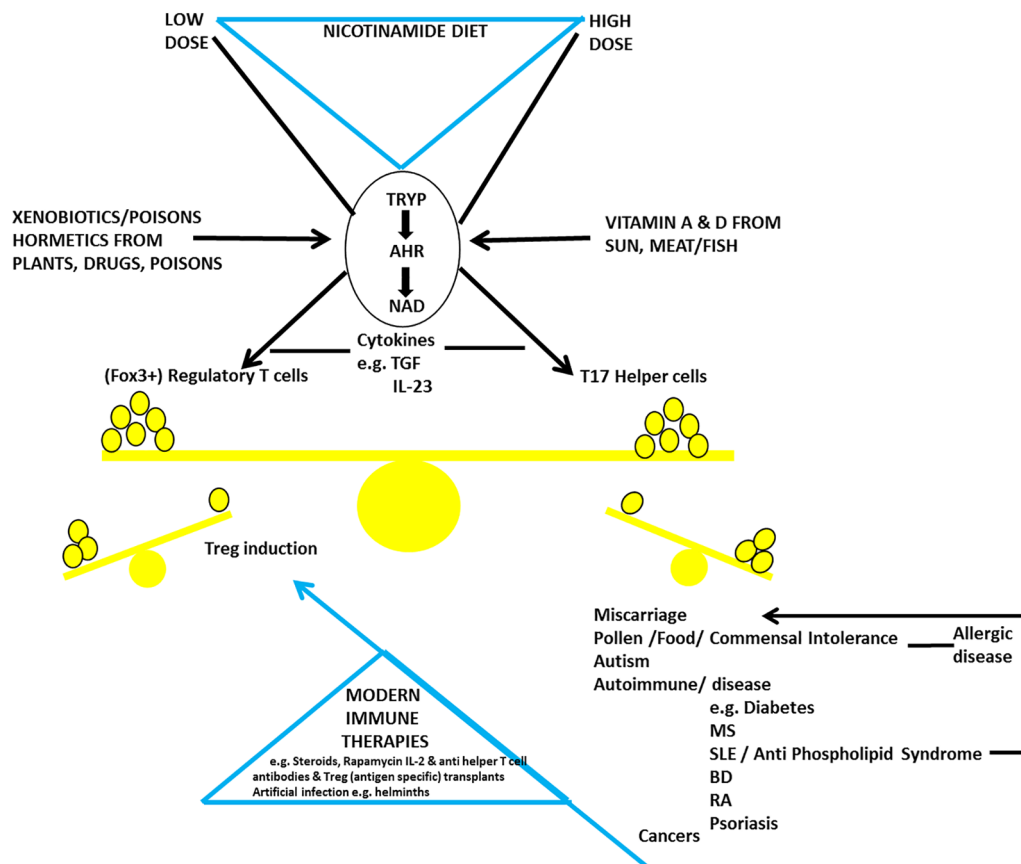 LOW
DOSE
NICOTINAMIDE DIET
HIGH
DOSE
XENOBIOTICS/POISONS
HORMETICS FROM
PLANTS, DRUGS, POISONS
TRYP
AHR
NAD
VITAMIN A & D FROM
SUN, MEAT/FISH
Cytokines
e.g. TGF
IL-23
(Fox3+) Regulatory T cells
T17 Helper cells
Treg induction
Miscarriage
Pollen /Food/ Commensal Intolerance
Allergic
disease
Autism
Autoimmune/ disease
e.g. Diabetes
MS
SLE / Anti Phospholipid Syndrome
BD
RA
Psoriasis
Cancers
MODERN
IMMUNE
THERAPIES
e.g. Steroids, Rapamycin IL-2 & anti helper T cell
antibodies & Treg (antigen specific) transplants
Artificial infection e.g. helminths